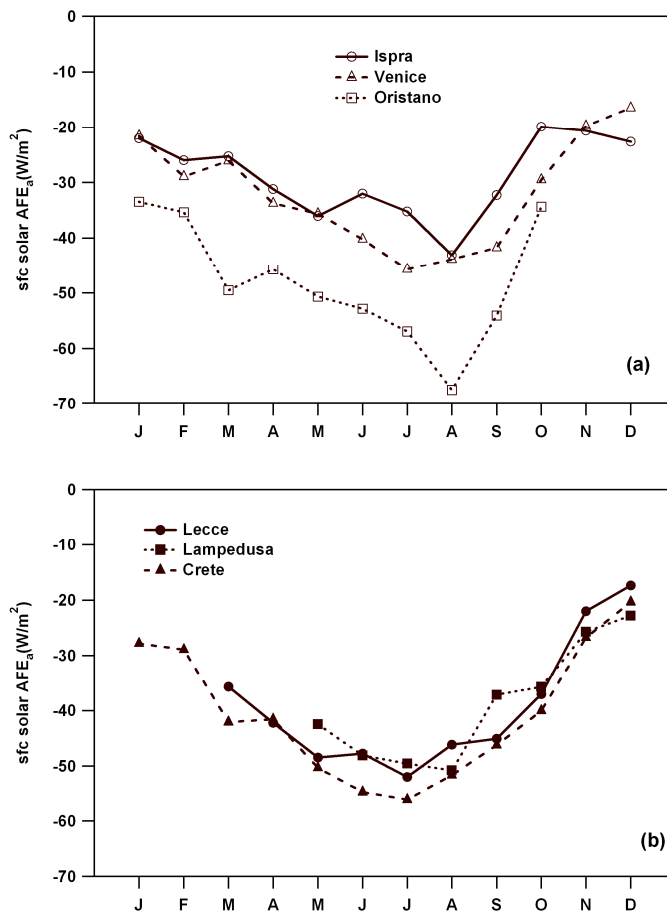 0
-10
-20
-30
-40
-50
-60
-70
sfc solar AFEa(W/m2)
Ispra
Venice
Oristano
(a)
J F M A M J J A S O N D
0
-10
-20
-30
-40
-50
-60
-70
sfc solar AFEa(W/m2)
Lecce
Lampedusa
Crete
(b)
J F M A M J J A S O N D